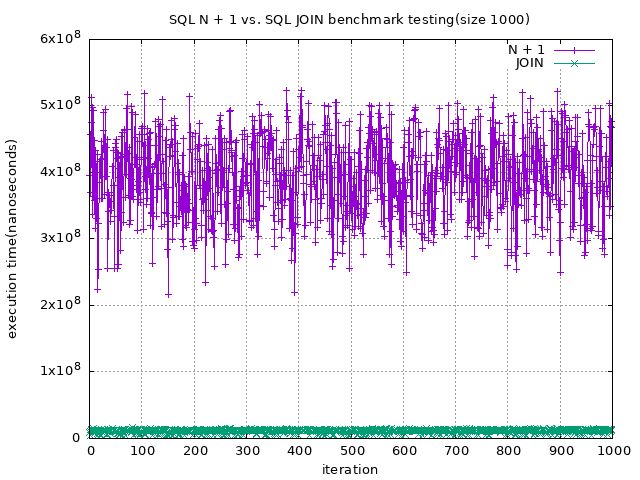 SQL N + 1 vs. SQL JOIN benchmark testing(size 1000)
N + 1
JOIN
execution time(nanoseconds)
6x10⁸
5x10⁸
4x10⁸
3x10⁸
2x10⁸
1x10⁸
0
0 100 200 300 400 500 600 700 800 900 1000
iteration